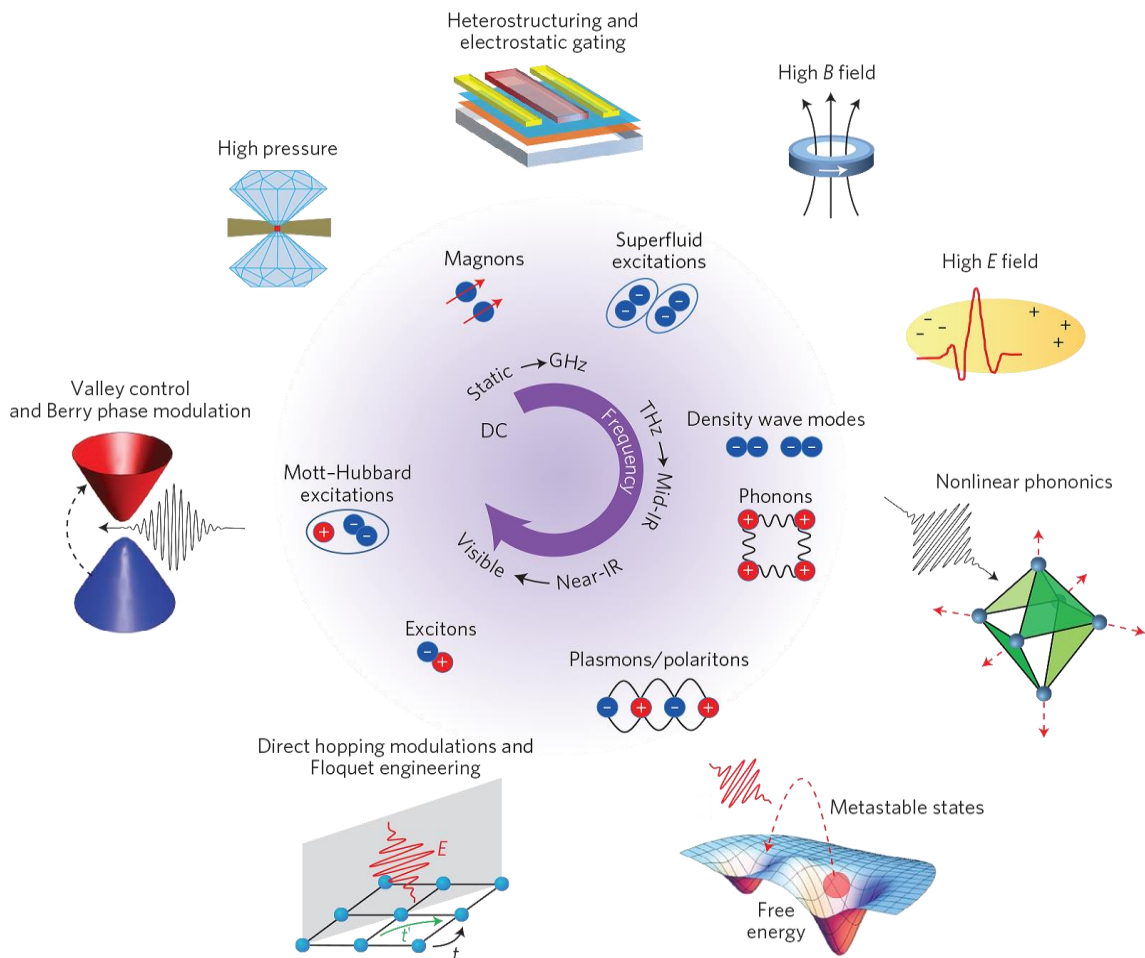 Heterostructuring and
electrostatic gating
High B field
High pressure
Superfluid
excitations
Magnons
High E field
− − − + + +
− − − −
Static → GHz
Valley control
and Berry phase modulation
THz → Mid-IR
Frequency
Density wave modes
− − − −
DC
Mott–Hubbard
excitations
+ − −
Nonlinear phononics
Phonons
+ +
+ +
Visible ← Near-IR
Excitons
− +
Plasmons/polaritons
− + − +
Direct hopping modulations and
Floquet engineering
Metastable states
E
Free
energy
t'
t